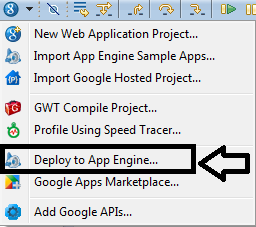 New Web Application Project...
Import App Engine Sample Apps...
Import Google Hosted Project...
GWT Compile Project...
Profile Using Speed Tracer...
Deploy to App Engine...
Google Apps Marketplace...
Add Google APIs...